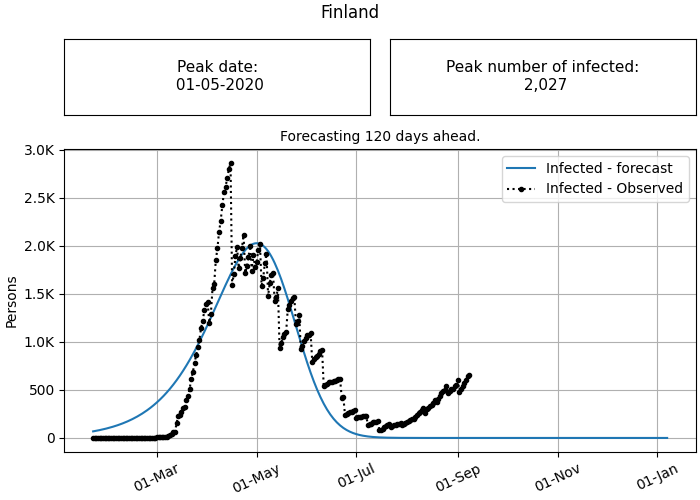 Finland
Peak date:
01-05-2020
Peak number of infected:
2,027
Forecasting 120 days ahead.
3.0K
2.5K
2.0K
1.5K
1.0K
500
0
Persons
Infected - forecast
Infected - Observed
01-Mar
01-May
01-Jul
01-Sep
01-Nov
01-Jan